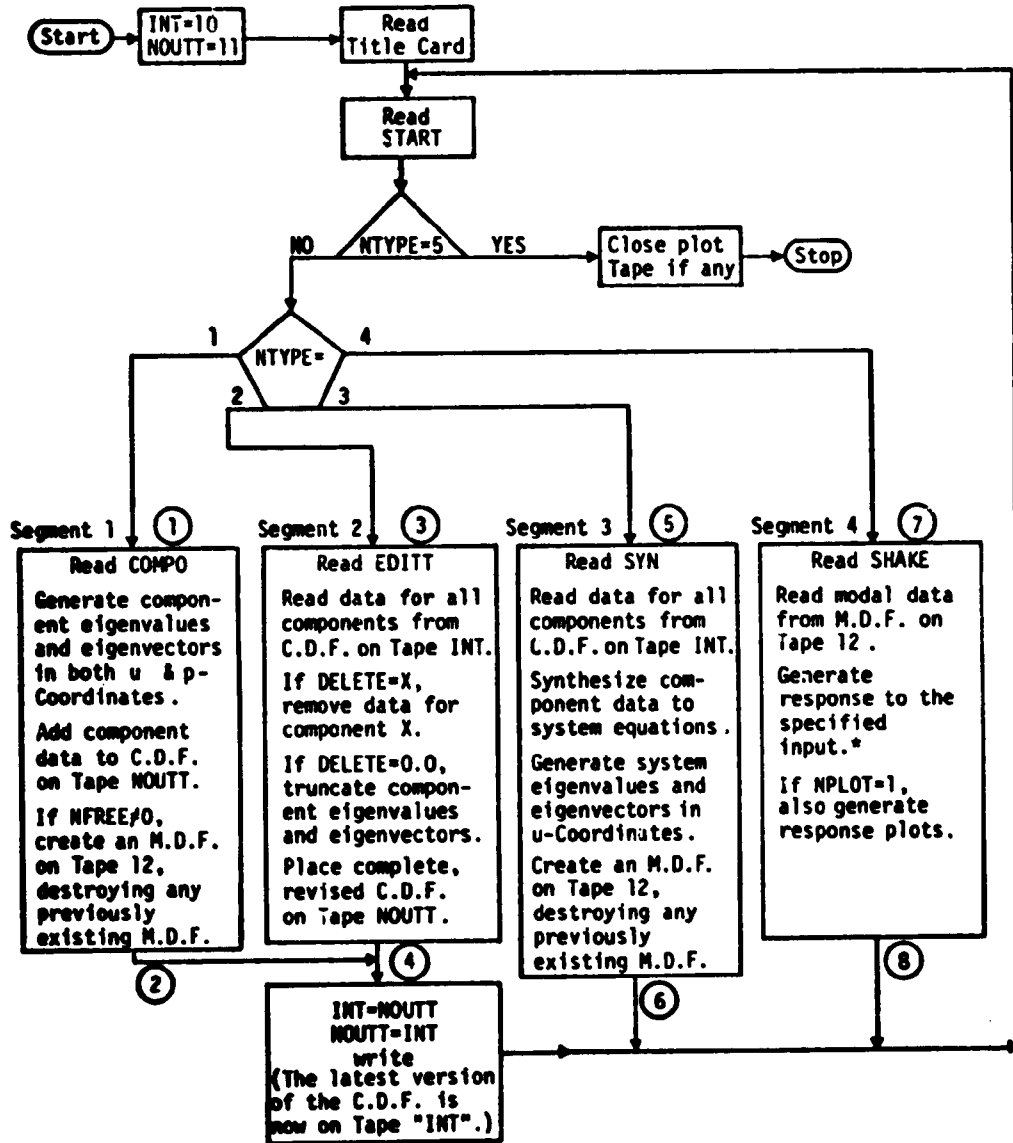 Start
INT=10
NOUTT=11
Read
Title Card
Read
START
NTYPE=5
NO
YES
Close plot
Tape if any
Stop
NTYPE=
1
2
3
4
Segment 1
1
Read COMPO
Generate compon-
ent eigenvalues
and eigenvectors
in both u & p-
Coordinates.
Add component
data to C.D.F.
on Tape NOUTT.
If NFREE≠0,
create an M.D.F.
on Tape 12,
destroying any
previously
existing M.D.F.
2
Segment 2
3
Read EDITT
Read data for all
components from
C.D.F. on Tape INT.
If DELETE=X,
remove data for
component X.
If DELETE=0.0,
truncate compon-
ent eigenvalues
and eigenvectors.
Place complete,
revised C.D.F.
on Tape NOUTT.
4
INT=NOUTT
NOUTT=INT
write
(The latest version
of the C.D.F. is
now on Tape "INT".)
Segment 3
5
Read SYN
Read data for all
components from
C.D.F. on Tape INT.
Synthesize com-
ponent data to
system equations.
Generate system
eigenvalues and
eigenvectors in
u-Coordinates.
Create an M.D.F.
on Tape 12,
destroying any
previously
existing M.D.F.
6
Segment 4
7
Read SHAKE
Read modal data
from M.D.F. on
Tape 12.
Generate
response to the
specified
input.*
If NPLOT=1,
also generate
response plots.
8